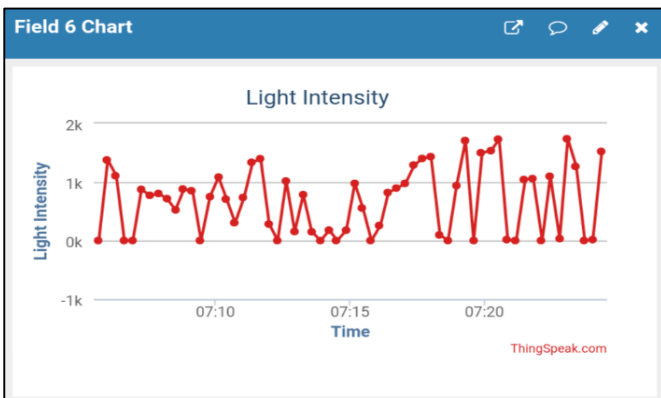 Field 6 Chart
Light Intensity
2k
1k
0k
-1k
Light Intensity
07:10 07:15 07:20
Time
ThingSpeak.com